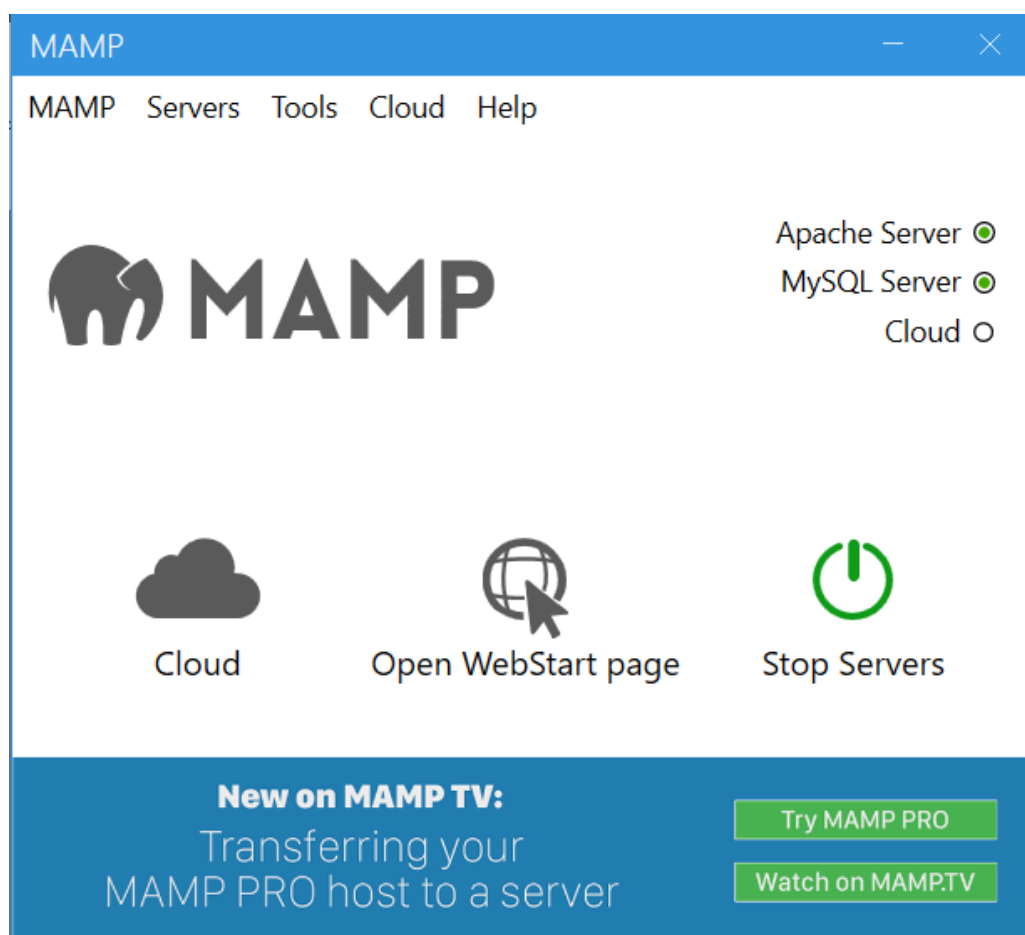 MAMP
MAMP Servers Tools Cloud Help
Apache Server
MySQL Server
Cloud
MAMP
Cloud
Open WebStart page
Stop Servers
New on MAMP TV:
Transferring your
MAMP PRO host to a server
Try MAMP PRO
Watch on MAMP.TV